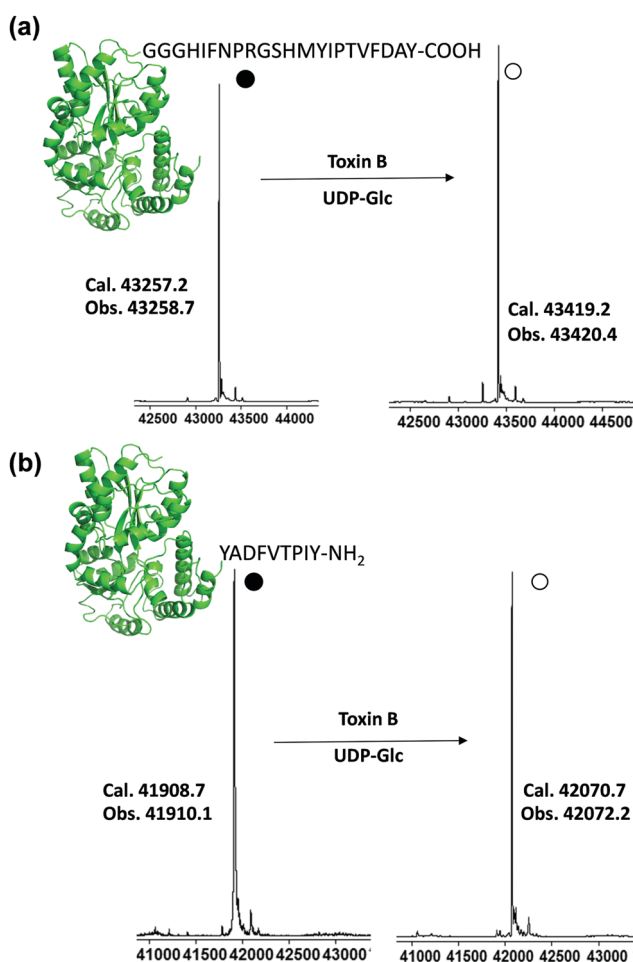 (a)
GGGHIFNPRGSHMYIPTVFDAY-COOH
Toxin B
UDP-Glc
Cal. 43257.2
Obs. 43258.7
Cal. 43419.2
Obs. 43420.4
42500 43000 43500 44000
42500 43000 43500 44000 44500
(b)
YADFVTPIY-NH₂
Toxin B
UDP-Glc
Cal. 41908.7
Obs. 41910.1
Cal. 42070.7
Obs. 42072.2
41000 41500 42000 42500 43000
41000 41500 42000 42500 43000